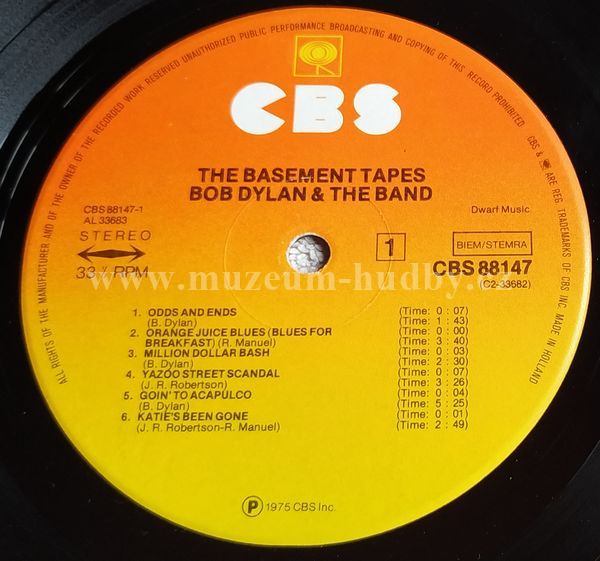 ALL RIGHTS OF THE MANUFACTURER AND OF THE OWNER OF THE RECORDED WORK RESERVED UNAUTHORIZED PUBLIC PERFORMANCE BROADCASTING AND COPYING OF THIS RECORD PROHIBITED
CBS & ARE REG. TRADEMARKS OF CBS INC. MADE IN HOLLAND
CBS
THE BASEMENT TAPES
BOB DYLAN & THE BAND
CBS 88147-1
AL 33683
STEREO
33⅓ RPM
Dwarf Music
1
BIEM/STEMRA
CBS 88147
(C2-33682)
www.muzeum-hudby.
1. ODDS AND ENDS (Time: 0 : 07)
(B. Dylan) (Time: 1 : 43)
2. ORANGE JUICE BLUES (BLUES FOR (Time: 0 : 00)
BREAKFAST) (R. Manuel) (Time: 3 : 40)
3. MILLION DOLLAR BASH (Time: 0 : 03)
(B. Dylan) (Time: 2 : 30)
4. YAZOO STREET SCANDAL (Time: 0 : 07)
(J. R. Robertson) (Time: 3 : 26)
5. GOIN' TO ACAPULCO (Time: 0 : 04)
(B. Dylan) (Time: 5 : 25)
6. KATIE'S BEEN GONE (Time: 0 : 01)
(J. R. Robertson-R. Manuel) (Time: 2 : 49)
Ⓟ 1975 CBS Inc.